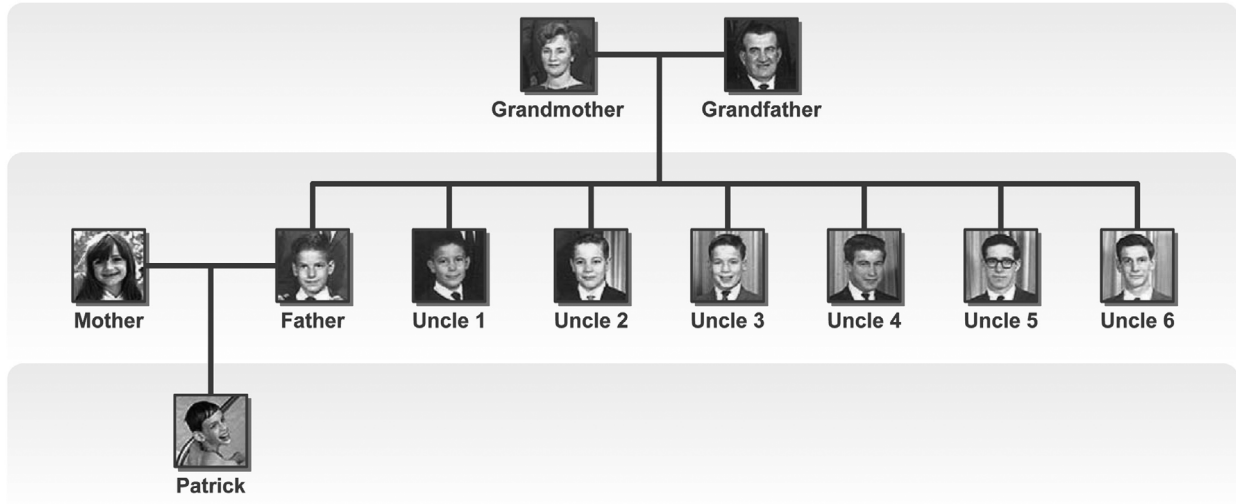 Grandmother
Grandfather
Mother
Father
Uncle 1
Uncle 2
Uncle 3
Uncle 4
Uncle 5
Uncle 6
Patrick